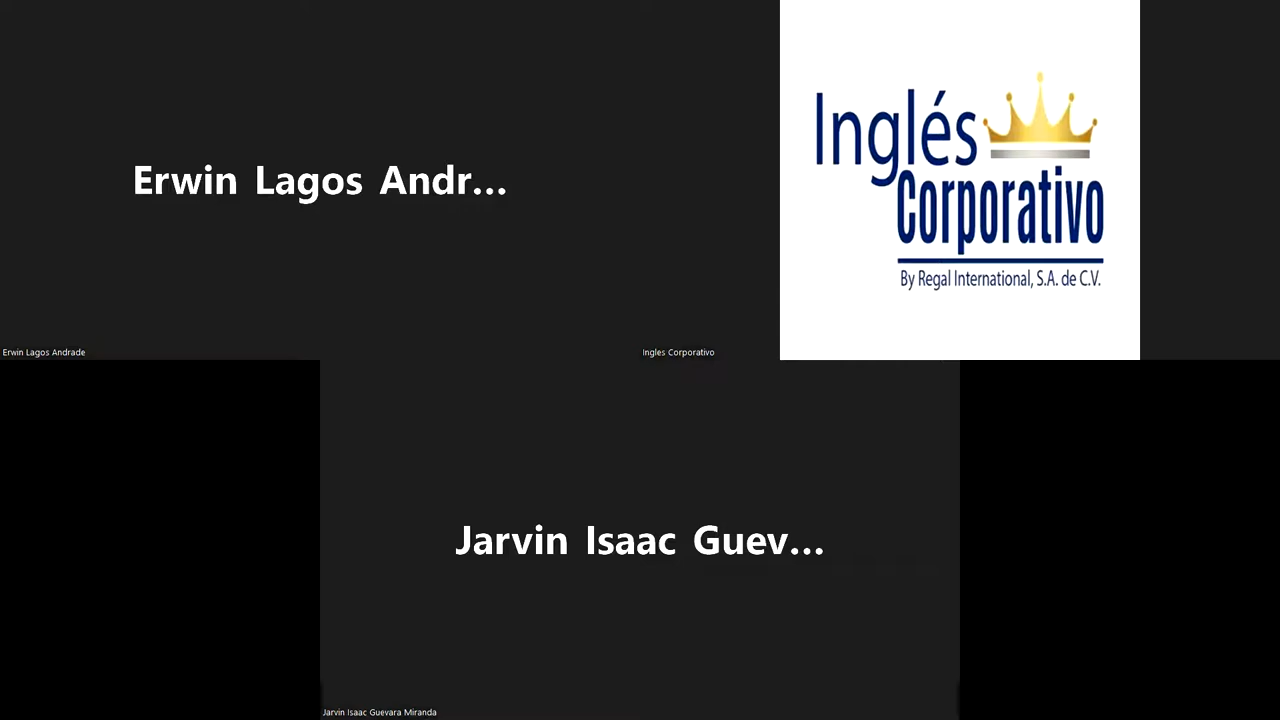 Erwin Lagos Andr...
Erwin Lagos Andrade
Inglés
Corporativo
By Regal International, S.A. de C.V.
Ingles Corporativo
Jarvin Isaac Guev...
Jarvin Isaac Guevara Miranda